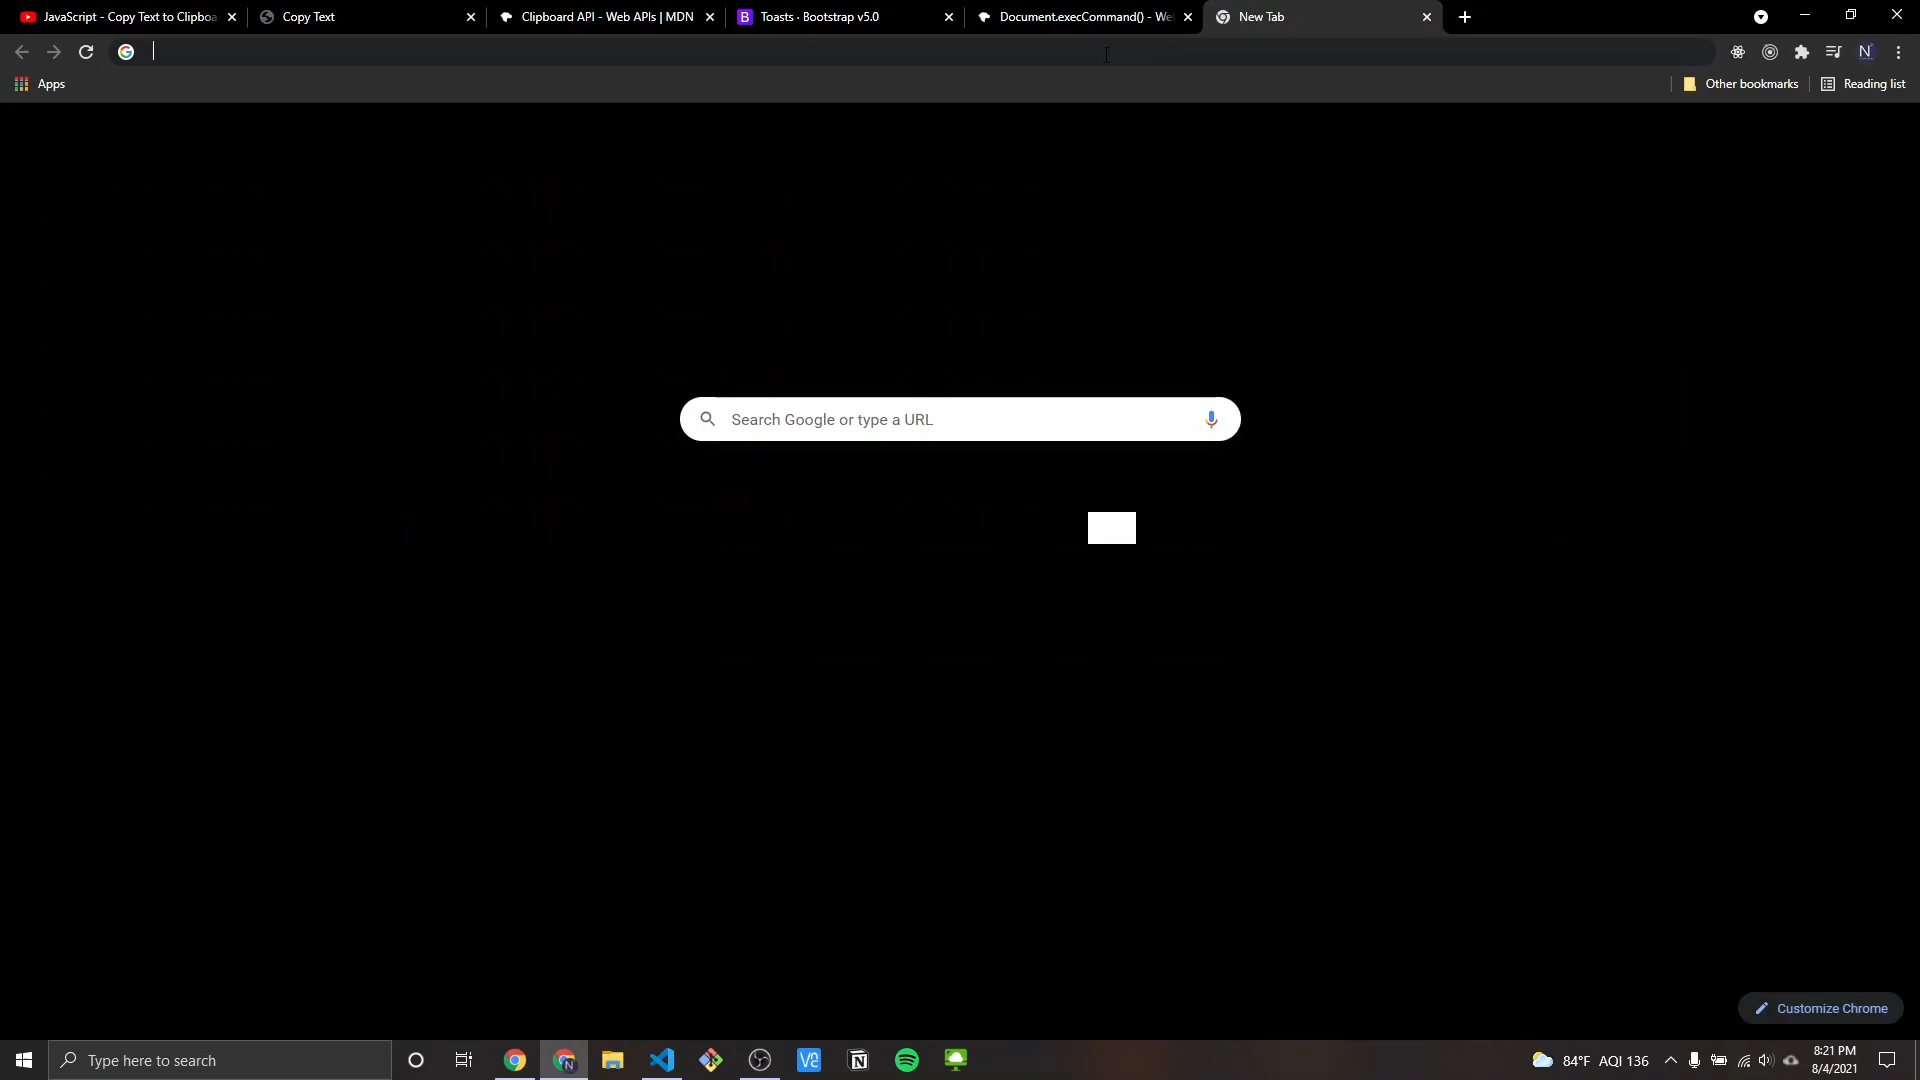 JavaScript - Copy Text to Clipboa
Copy Text
Clipboard API - Web APIs | MDN
Toasts · Bootstrap v5.0
Document.execCommand() - We
New Tab
Apps
Other bookmarks
Reading list
Search Google or type a URL
Customize Chrome
Type here to search
84°F AQI 136
8:21 PM
8/4/2021